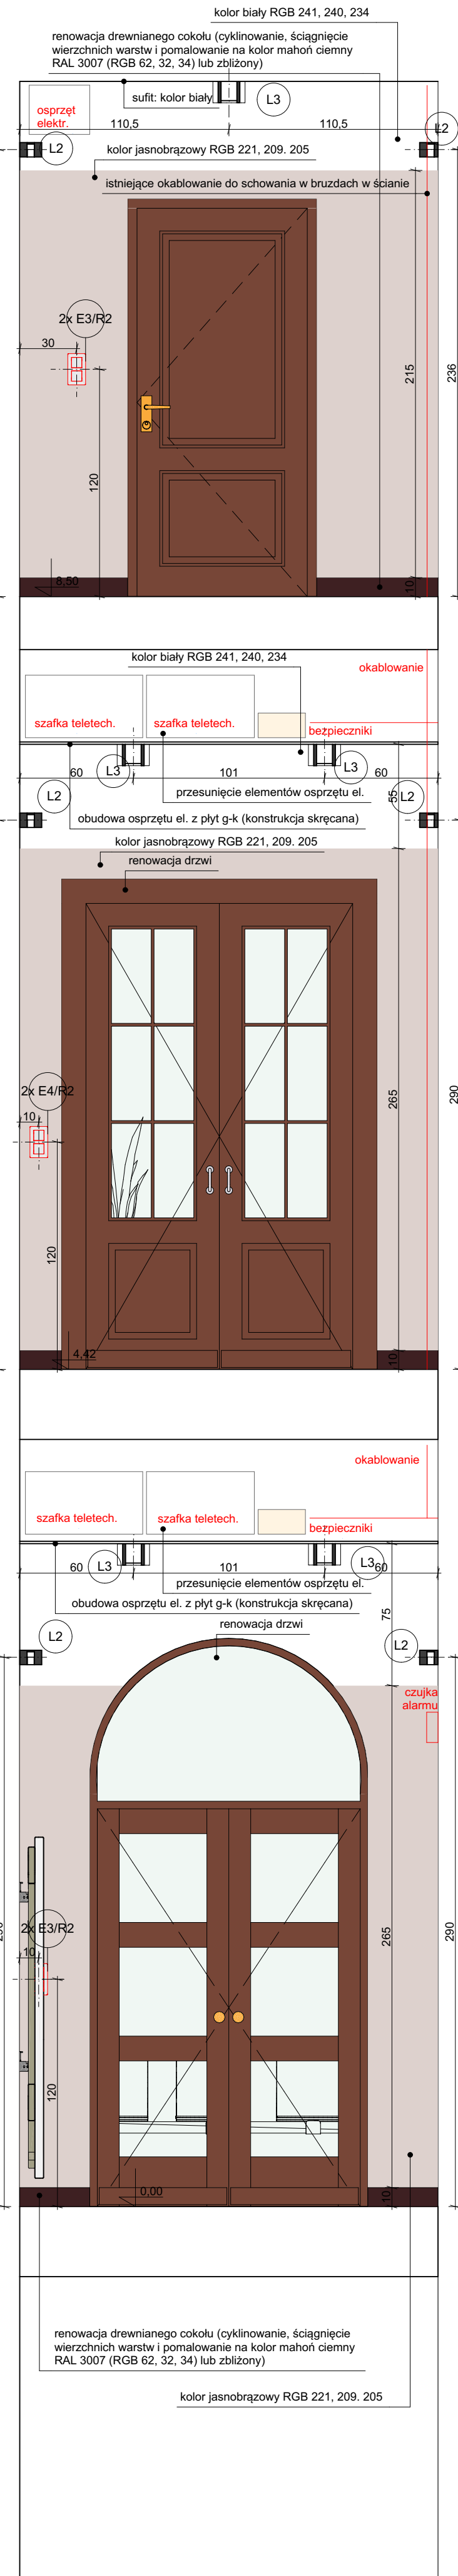 kolor biały RGB 241, 240, 234
renowacja drewnianego cokołu (cyklinowanie, ściągnięcie
wierzchnich warstw i pomalowanie na kolor mahoń ciemny
RAL 3007 (RGB 62, 32, 34) lub zbliżony)
sufit: kolor biały
L3
osprzęt
elektr.
110,5
110,5
L2
L2
kolor jasnobrązowy RGB 221, 209. 205
istniejące okablowanie do schowania w bruzdach w ścianie
2x E3/R2
30
215
236
120
8,50
10
kolor biały RGB 241, 240, 234
okablowanie
szafka teletech.
szafka teletech.
bezpieczniki
L3
L3
60
101
60
przesunięcie elementów osprzętu el.
55
L2
L2
obudowa osprzętu el. z płyt g-k (konstrukcja skręcana)
kolor jasnobrązowy RGB 221, 209. 205
renowacja drzwi
2x E4/R2
10
265
290
120
4,42
10
okablowanie
szafka teletech.
szafka teletech.
bezpieczniki
L3
L3
60
101
60
przesunięcie elementów osprzętu el.
obudowa osprzętu el. z płyt g-k (konstrukcja skręcana)
75
renowacja drzwi
L2
L2
czujka
alarmu
2x E3/R2
10
265
290
120
0,00
10
renowacja drewnianego cokołu (cyklinowanie, ściągnięcie
wierzchnich warstw i pomalowanie na kolor mahoń ciemny
RAL 3007 (RGB 62, 32, 34) lub zbliżony)
kolor jasnobrązowy RGB 221, 209. 205